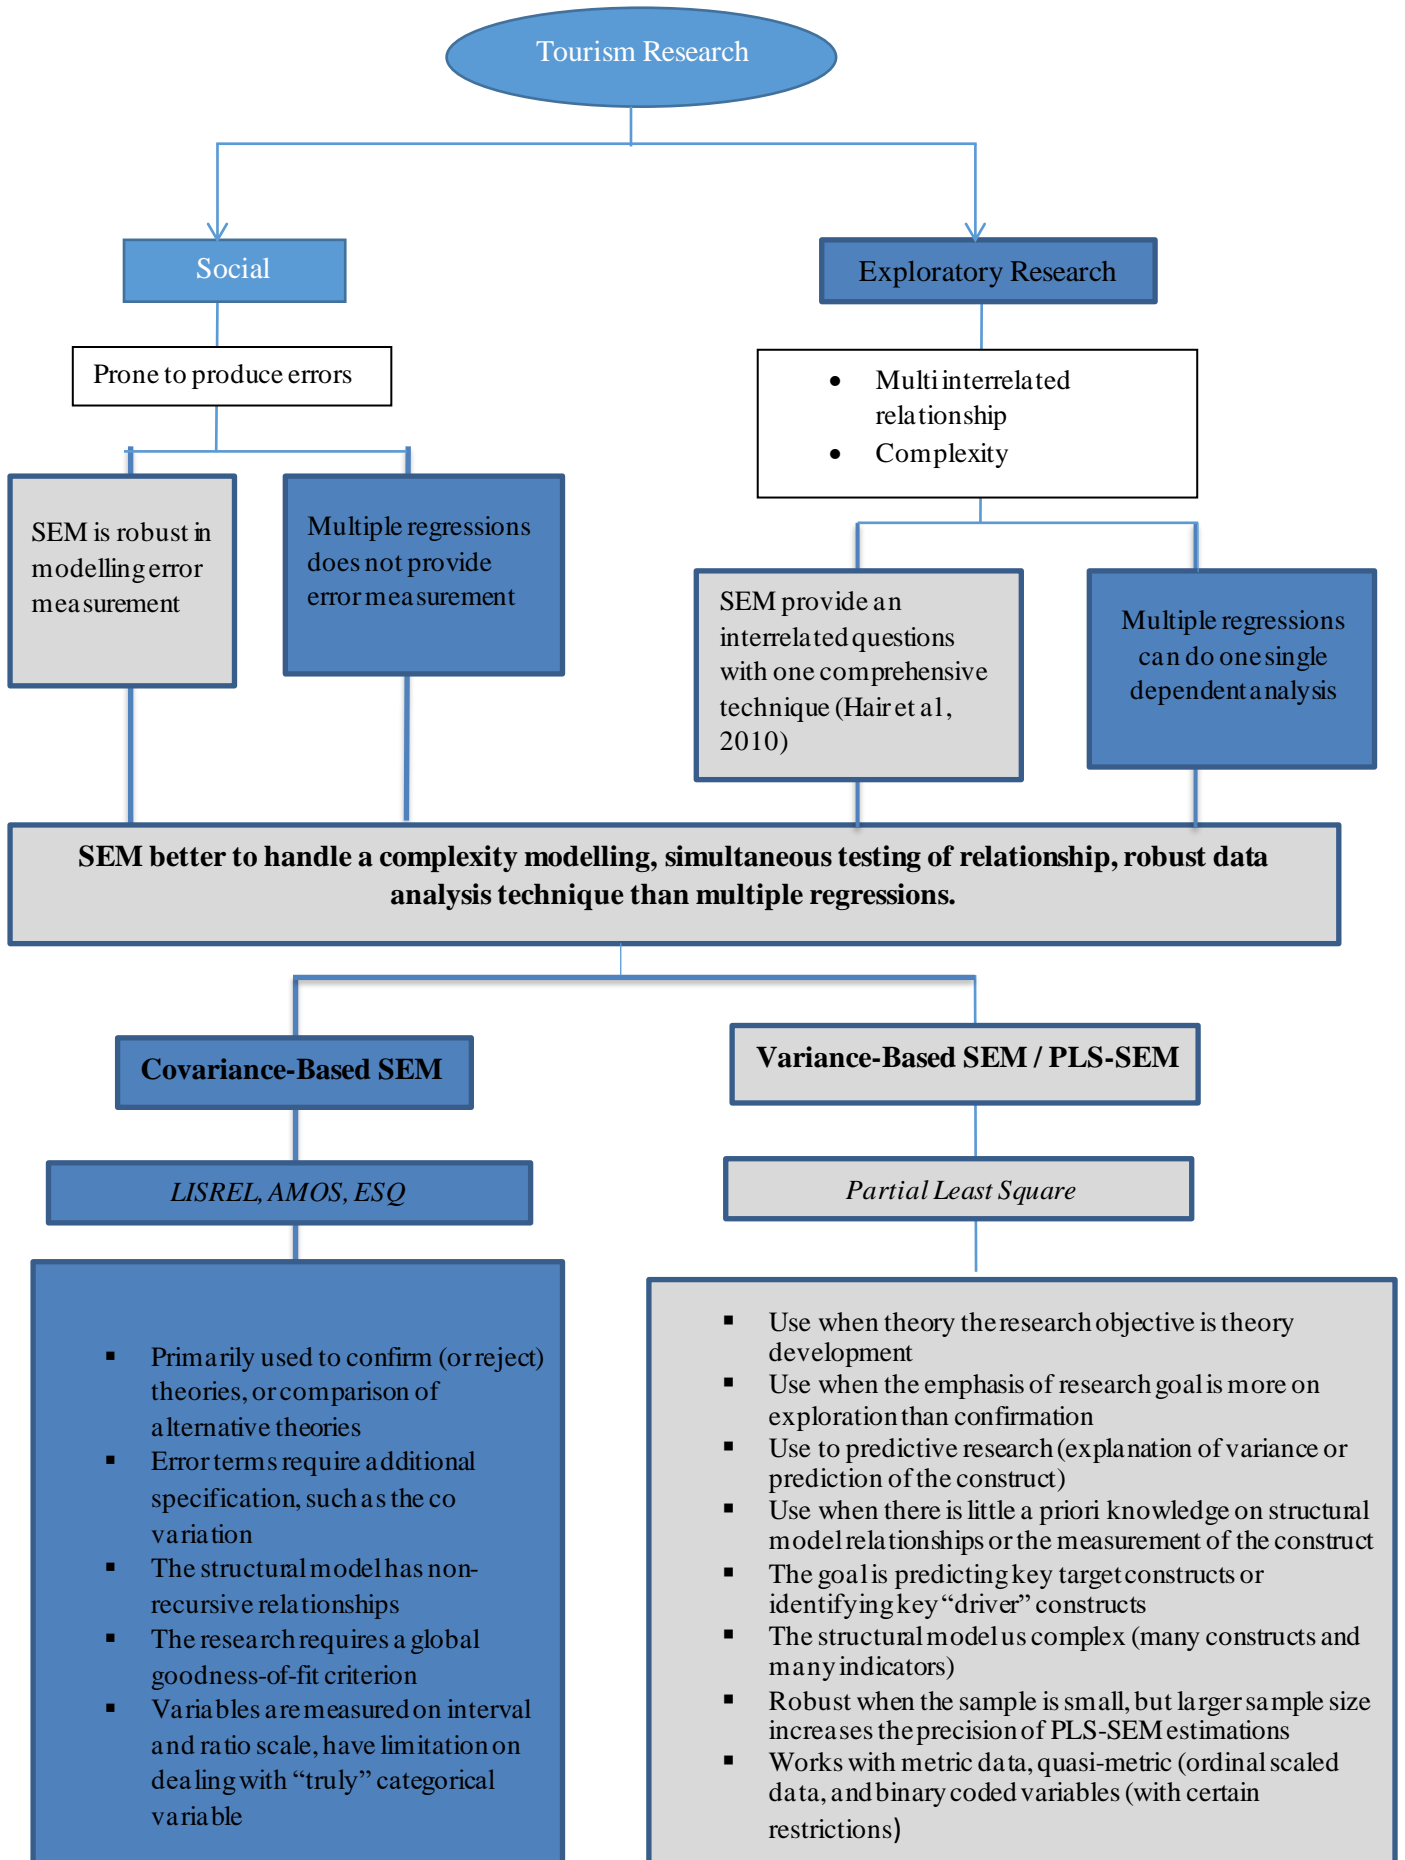 Tourism Research
Social
Exploratory Research
Prone to produce errors
• Multi interrelated
relationship
• Complexity
SEM is robust in
modelling error
measurement
Multiple regressions
does not provide
error measurement
SEM provide an
interrelated questions
with one comprehensive
technique (Hair et al,
2010)
Multiple regressions
can do one single
dependent analysis
SEM better to handle a complexity modelling, simultaneous testing of relationship, robust data
analysis technique than multiple regressions.
Covariance-Based SEM
Variance-Based SEM / PLS-SEM
LISREL, AMOS, ESQ
Partial Least Square
▪ Primarily used to confirm (or reject)
theories, or comparison of
alternative theories
▪ Error terms require additional
specification, such as the co
variation
▪ The structural model has non-
recursive relationships
▪ The research requires a global
goodness-of-fit criterion
▪ Variables are measured on interval
and ratio scale, have limitation on
dealing with “truly” categorical
variable
▪ Use when theory the research objective is theory
development
▪ Use when the emphasis of research goal is more on
exploration than confirmation
▪ Use to predictive research (explanation of variance or
prediction of the construct)
▪ Use when there is little a priori knowledge on structural
model relationships or the measurement of the construct
▪ The goal is predicting key target constructs or
identifying key “driver” constructs
▪ The structural model us complex (many constructs and
many indicators)
▪ Robust when the sample is small, but larger sample size
increases the precision of PLS-SEM estimations
▪ Works with metric data, quasi-metric (ordinal scaled
data, and binary coded variables (with certain
restrictions)